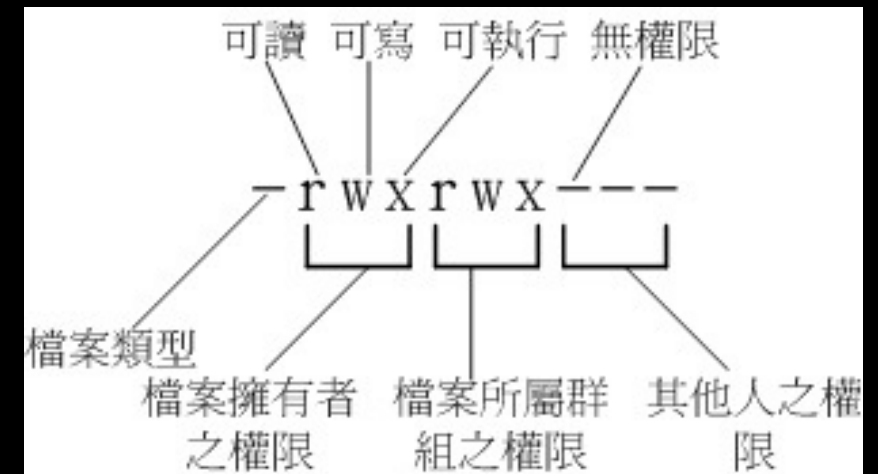 可讀 可寫 可執行 無權限
-rwxrwx---
檔案類型
檔案擁有者
之權限
檔案所屬群
組之權限
其他人之權
限